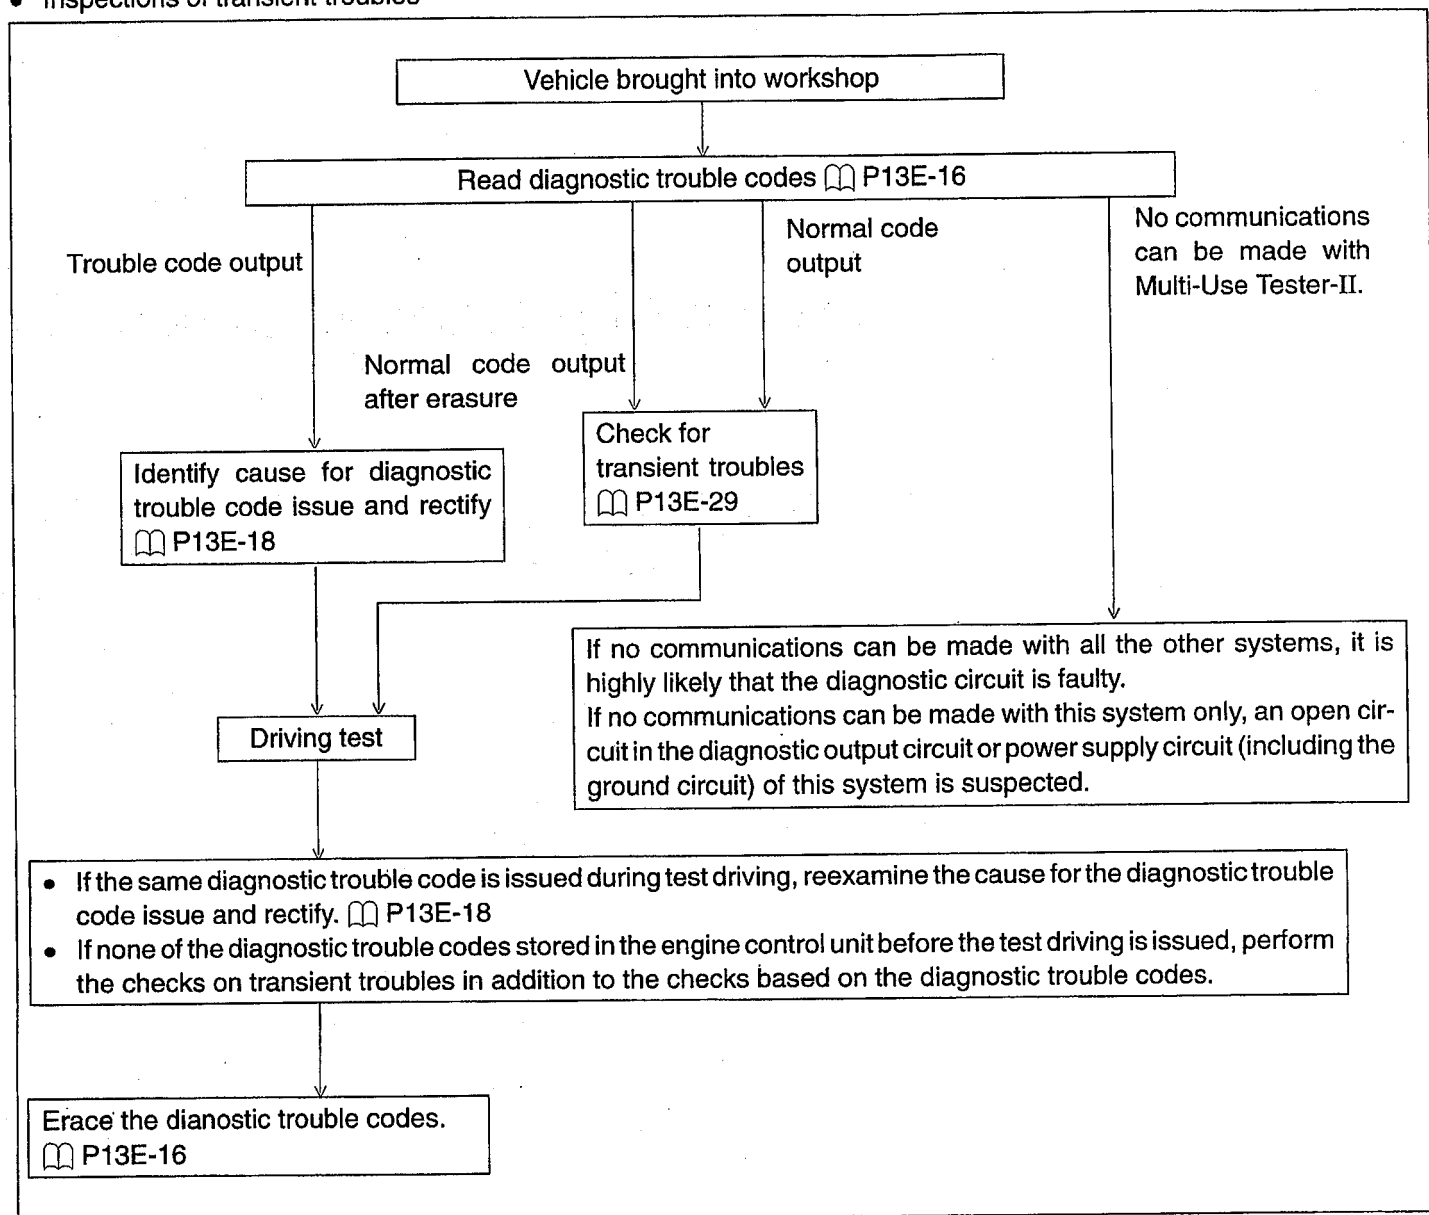 • Inspections of transient troubles
Vehicle brought into workshop
Read diagnostic trouble codes P13E-16
Trouble code output
Normal code output
after erasure
Normal code
output
No communications
can be made with
Multi-Use Tester-II.
Identify cause for diagnostic
trouble code issue and rectify
P13E-18
Check for
transient troubles
P13E-29
Driving test
If no communications can be made with all the other systems, it is
highly likely that the diagnostic circuit is faulty.
If no communications can be made with this system only, an open cir-
cuit in the diagnostic output circuit or power supply circuit (including the
ground circuit) of this system is suspected.
• If the same diagnostic trouble code is issued during test driving, reexamine the cause for the diagnostic trouble
code issue and rectify. P13E-18
• If none of the diagnostic trouble codes stored in the engine control unit before the test driving is issued, perform
the checks on transient troubles in addition to the checks based on the diagnostic trouble codes.
Erace the dianostic trouble codes.
P13E-16